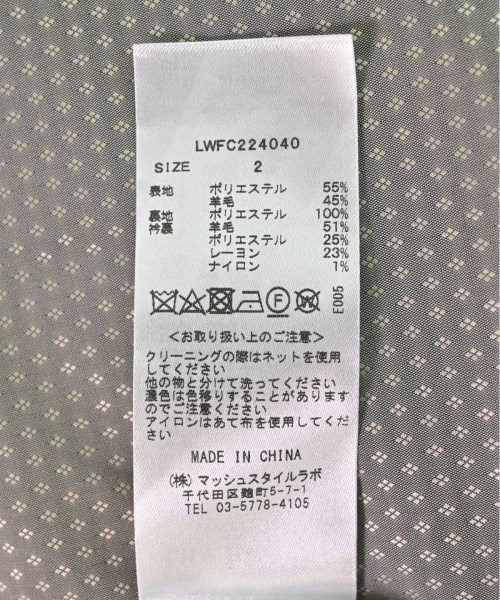 LWFC224040
SIZE 2
表地 ポリエステル 55%
羊毛 45%
裏地 ポリエステル 100%
衿裏 羊毛 51%
ポリエステル 25%
レーヨン 23%
ナイロン 1%
F W E005
<お取り扱い上のご注意>
クリーニングの際はネットを使用
してください
他の物と分けて洗ってください
濃色は色移りすることがあります
のでご注意ください
アイロンはあて布を使用してくだ
さい
MADE IN CHINA
(株)マッシュスタイルラボ
千代田区麹町5-7-1
TEL 03-5778-4105